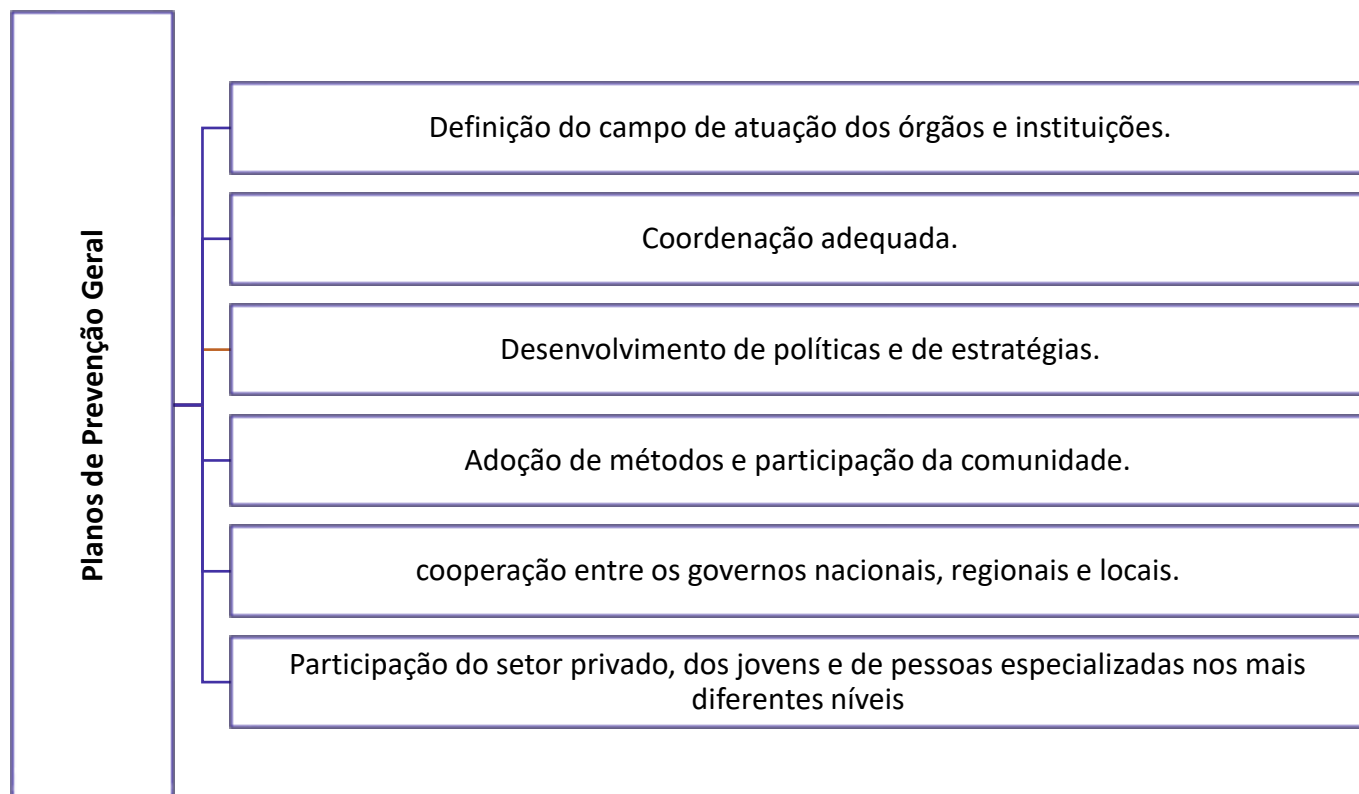 Planos de Prevenção Geral
Definição do campo de atuação dos órgãos e instituições.
Coordenação adequada.
Desenvolvimento de políticas e de estratégias.
Adoção de métodos e participação da comunidade.
cooperação entre os governos nacionais, regionais e locais.
Participação do setor privado, dos jovens e de pessoas especializadas nos mais
diferentes níveis